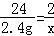 24/2.4g = 2/x